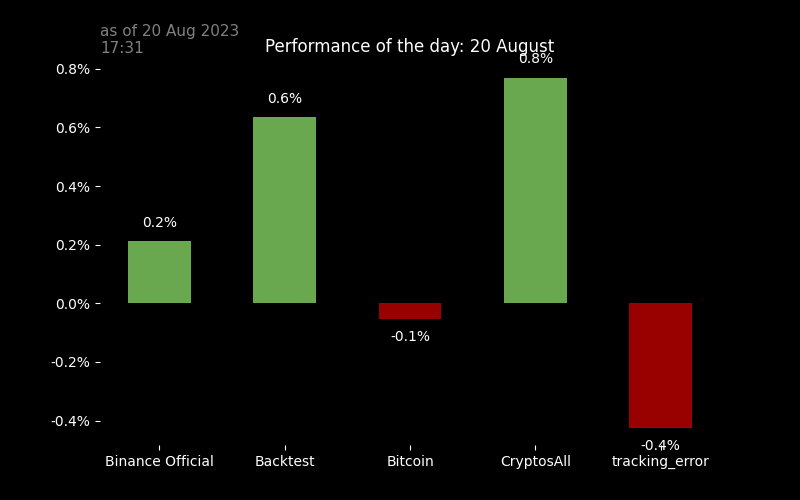 as of 20 Aug 2023
17:31
Performance of the day: 20 August
0.8%
0.6%
0.4%
0.2%
0.0%
-0.2%
-0.4%
0.2%
0.6%
-0.1%
0.8%
-0.4%
Binance Official
Backtest
Bitcoin
CryptosAll
tracking_error